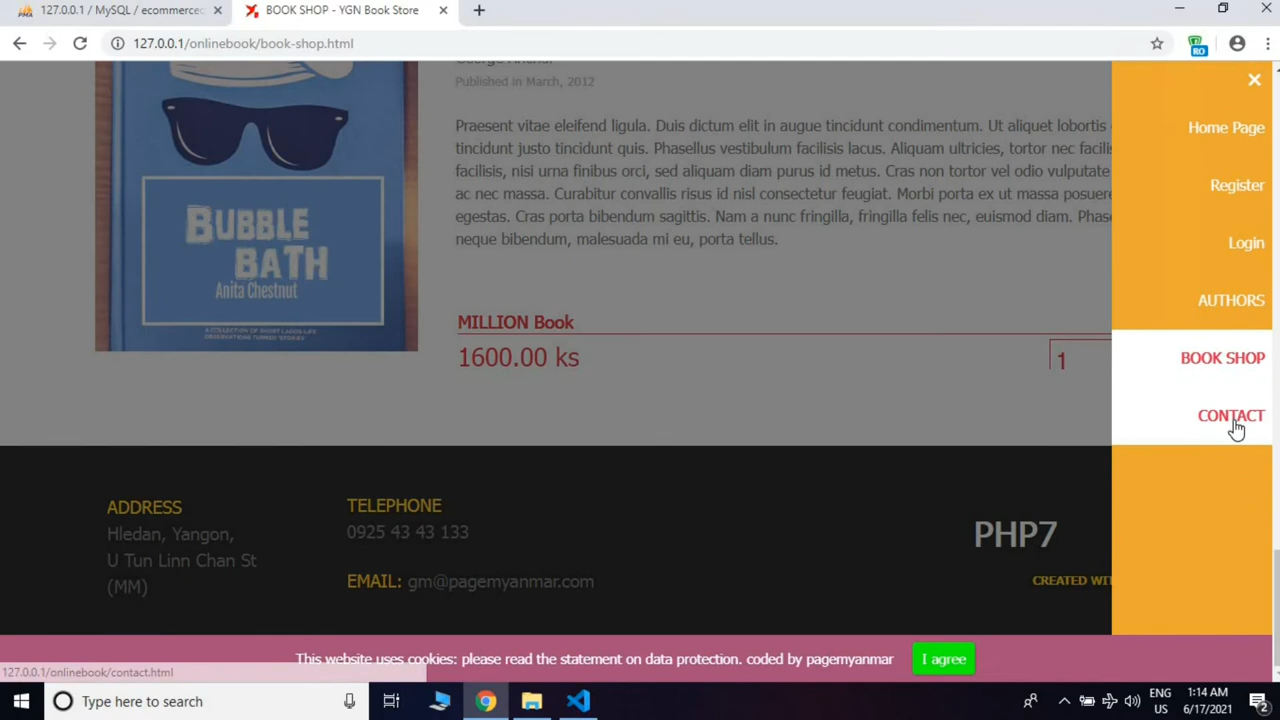 127.0.0.1 / MySQL / ecommerced
BOOK SHOP - YGN Book Store
127.0.0.1/onlinebook/book-shop.html
RO
Published in March, 2012
Praesent vitae eleifend ligula. Duis dictum elit in augue tincidunt condimentum. Ut aliquet lobortis
tincidunt justo tincidunt quis. Phasellus vestibulum facilisis lacus. Aliquam ultricies, tortor nec facilis
facilisis, nisi urna finibus orci, sed aliquam diam purus id metus. Cras non tortor vel odio vulputate
ac nec massa. Curabitur convallis risus id nisl consectetur feugiat. Morbi porta ex ut massa posuere
egestas. Cras porta bibendum sagittis. Nam a nunc fringilla, fringilla felis nec, euismod diam. Phase
neque bibendum, malesuada mi eu, porta tellus.
BUBBLE
BATH
Anita Chestnut
MILLION Book
1600.00 ks
1
Home Page
Register
Login
AUTHORS
BOOK SHOP
CONTACT
ADDRESS
Hledan, Yangon,
U Tun Linn Chan St
(MM)
TELEPHONE
0925 43 43 133
EMAIL: gm@pagemyanmar.com
PHP7
CREATED WIT
This website uses cookies: please read the statement on data protection. coded by pagemyanmar
I agree
127.0.0.1/onlinebook/contact.html
Type here to search
ENG
US
1:14 AM
6/17/2021
2